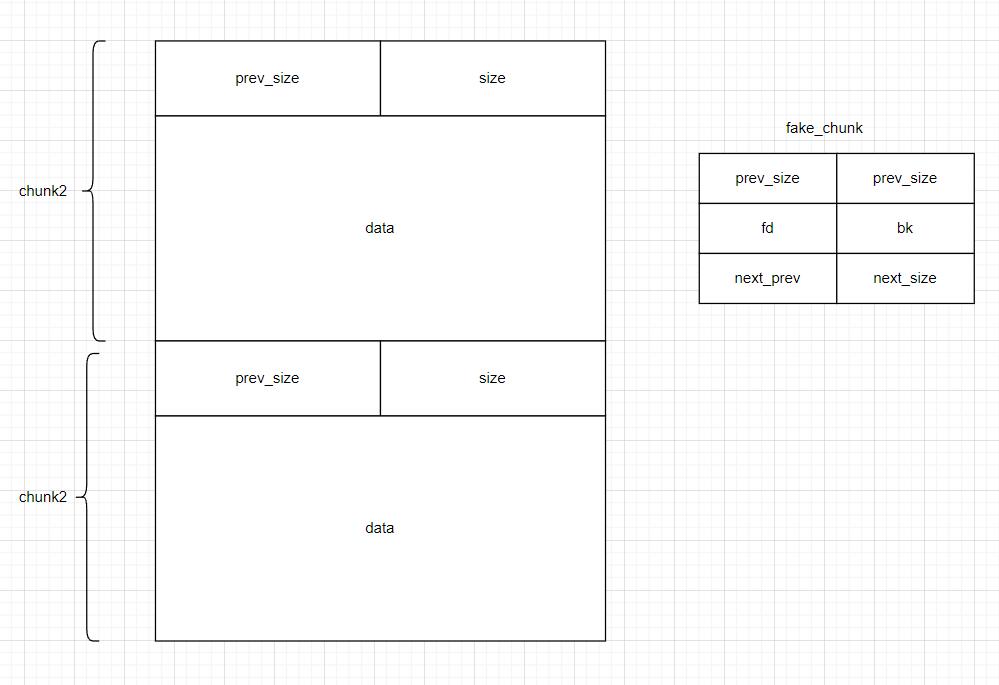 prev_size
size
chunk2
data
prev_size
size
chunk2
data
fake_chunk
prev_size
prev_size
fd
bk
next_prev
next_size